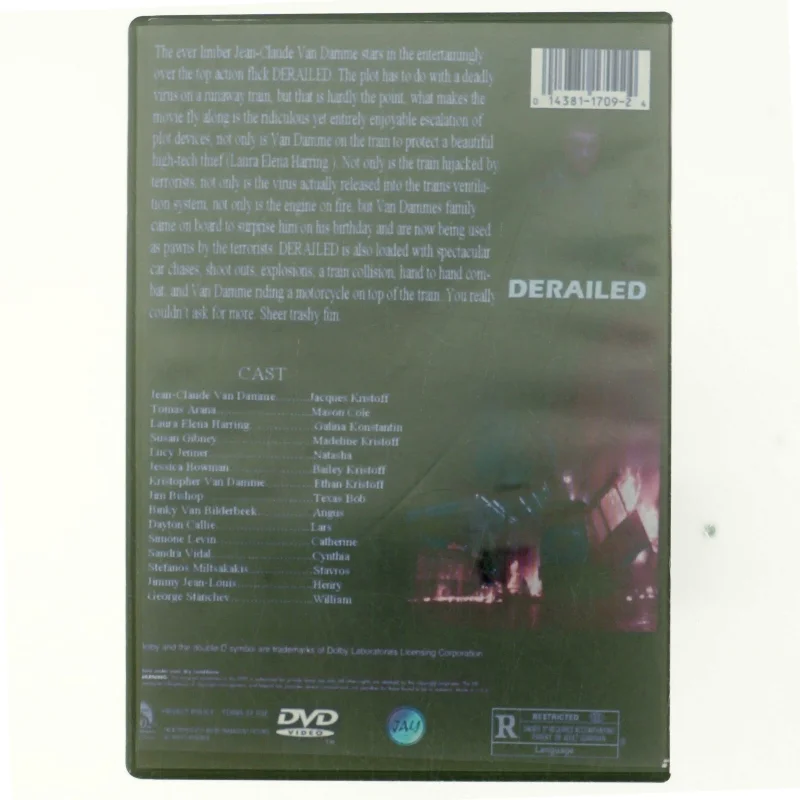 The ever limber Jean-Claude Van Damme stars in the entertainingly
over the top action flick DERAILED. The plot has to do with a deadly
virus on a runaway train, but that is hardly the point, what makes the
movie fly along is the ridiculous yet entirely enjoyable escalation of
plot devices, not only is Van Damme on the train to protect a beautiful
high-tech thief (Laura Elena Harring ). Not only is the train hijacked by
terrorists, not only is the virus actually released into the trains ventila-
tion system, not only is the engine on fire, but Van Dammes family
came on board to surprise him on his birthday and are now being used
as pawns by the terrorists. DERAILED is also loaded with spectacular
car chases, shoot outs, explosions, a train collision, hand to hand com-
bat, and Van Damme riding a motorcycle on top of the train. You really
couldn't ask for more. Sheer trashy fun.
0 14381-1709-2 4
DERAILED
CAST
Jean-Claude Van Damme..........Jacques Kristoff
Tomas Arana..........Mason Cole
Laura Elena Harring..........Galina Konstantin
Susan Gibney..........Madeline Kristoff
Lucy Jenner..........Natasha
Jessica Bowman..........Bailey Kristoff
Kristopher Van Damme..........Ethan Kristoff
Jim Bishop..........Texas Bob
Binky Van Bilderbeek..........Angus
Dayton Callie..........Lars
Simone Levin..........Catherine
Sandra Vidal..........Cynthia
Stefanos Miltsakakis..........Stavros
Jimmy Jean-Louis..........Henry
George Stanchev..........William
and the double-D symbol are trademarks of Dolby Laboratories Licensing Corporation
WARNING:
DVD
VIDEO
TM
JAY
R
RESTRICTED
Language